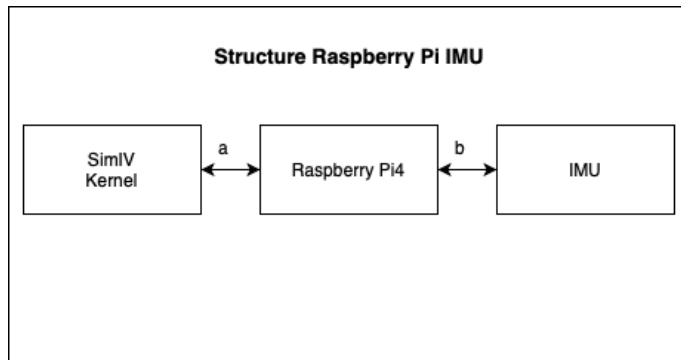 Structure Raspberry Pi IMU
SimIV
Kernel
a
Raspberry Pi4
b
IMU